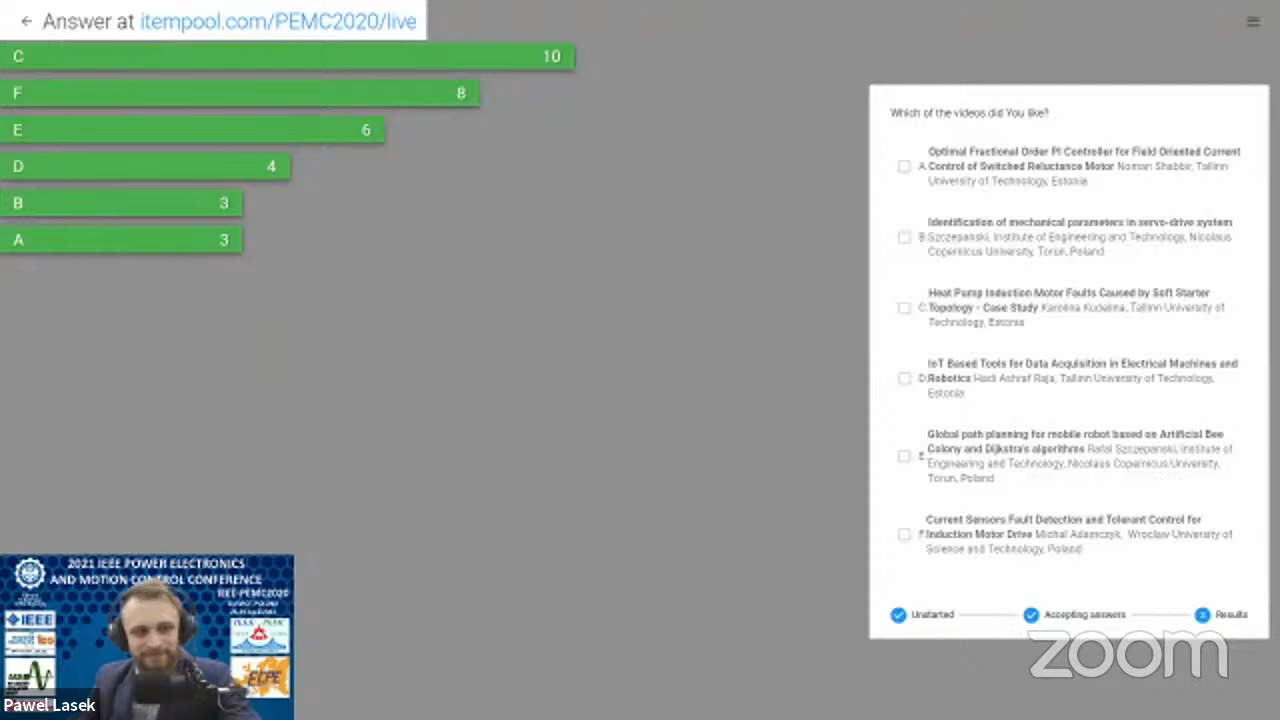 Answer at itempool.com/PEMC2020/live
C 10
F 8
E 6
D 4
B 3
A 3
Which of the videos did You like?
Optimal Fractional Order PI Controller for Field Oriented Current
A. Control of Switched Reluctance Motor Noman Shabbir, Tallinn
University of Technology, Estonia
Identification of mechanical parameters in servo-drive system
B. Szczepanski, Institute of Engineering and Technology, Nicolaus
Copernicus University, Torun, Poland
Heat Pump Induction Motor Faults Caused by Soft Starter
C. Topology - Case Study Karolina Kudelina, Tallinn University of
Technology, Estonia
IoT Based Tools for Data Acquisition in Electrical Machines and
D. Robotics Hadi Ashraf Raja, Tallinn University of Technology,
Estonia
Global path planning for mobile robot based on Artificial Bee
Colony and Dijkstra's algorithms Rafal Szczepanski, Institute of
E. Engineering and Technology, Nicolaus Copernicus University,
Torun, Poland
Current Sensors Fault Detection and Tolerant Control for
F. Induction Motor Drive Michal Adamczyk, Wroclaw University of
Science and Technology, Poland
Unstarted Accepting answers Results
zoom
2021 IEEE POWER ELECTRONICS
AND MOTION CONTROL CONFERENCE
IEEE-PEMC2020
IEEE
ECPE
Pawel Lasek